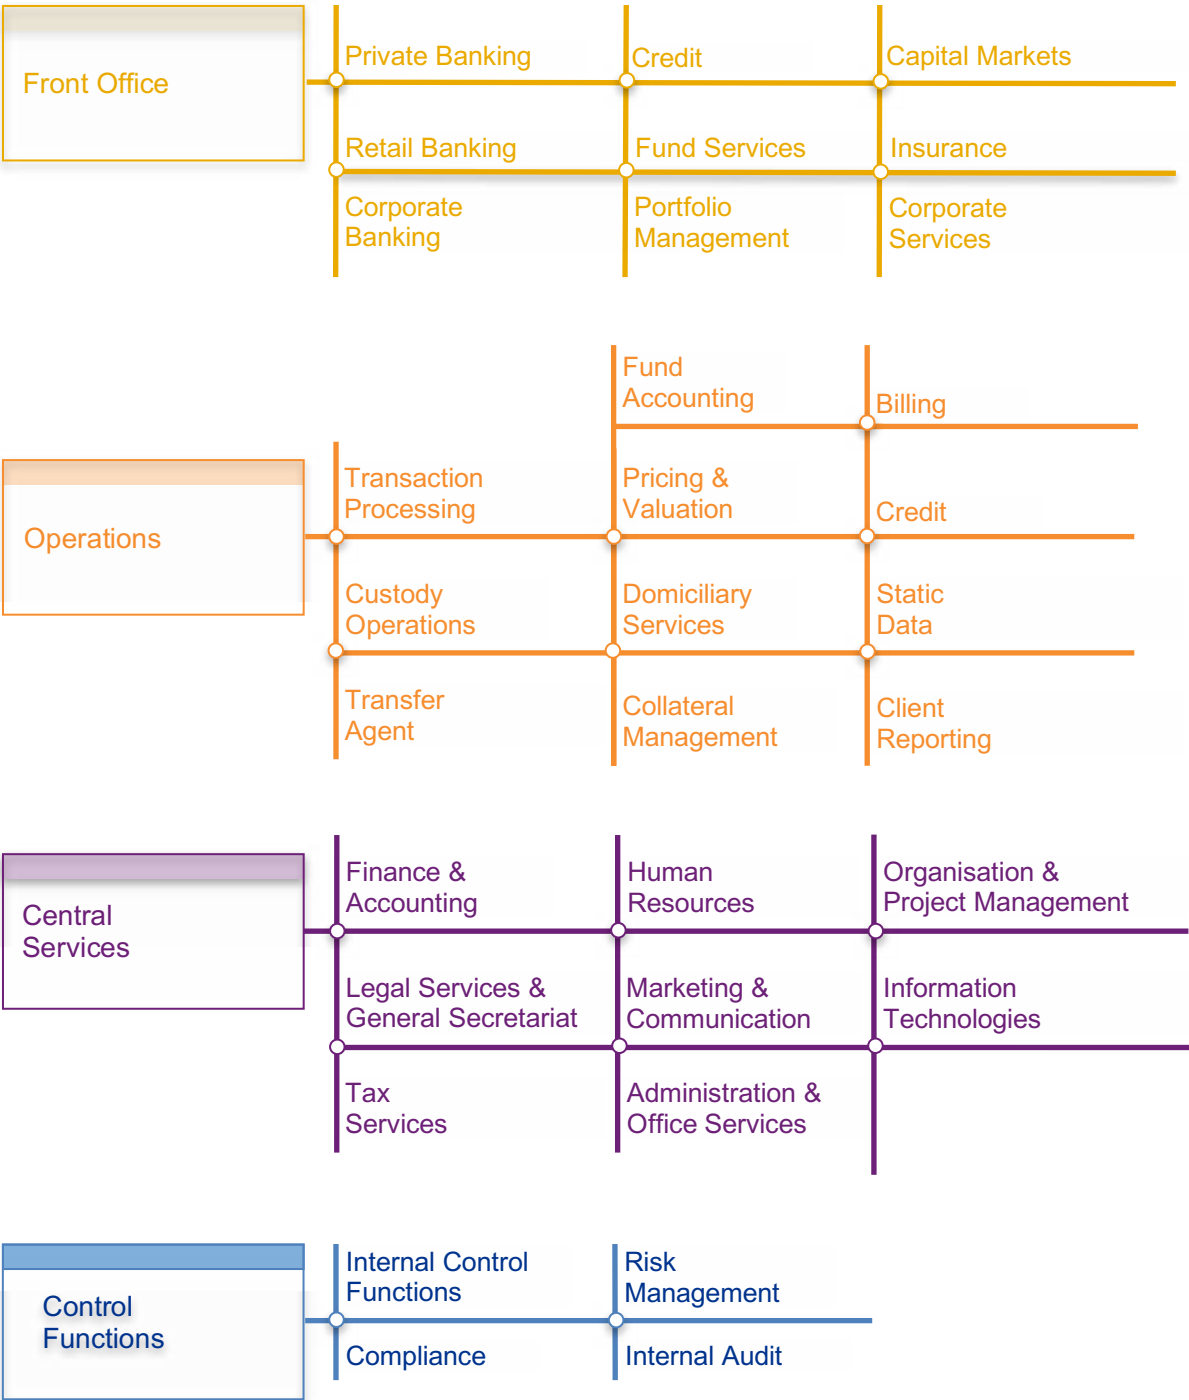 Front Office
Private Banking
Credit
Capital Markets
Retail Banking
Fund Services
Insurance
Corporate
Banking
Portfolio
Management
Corporate
Services
Operations
Fund
Accounting
Billing
Transaction
Processing
Pricing &
Valuation
Credit
Custody
Operations
Domiciliary
Services
Static
Data
Transfer
Agent
Collateral
Management
Client
Reporting
Central
Services
Finance &
Accounting
Human
Resources
Organisation &
Project Management
Legal Services &
General Secretariat
Marketing &
Communication
Information
Technologies
Tax
Services
Administration &
Office Services
Control
Functions
Internal Control
Functions
Risk
Management
Compliance
Internal Audit